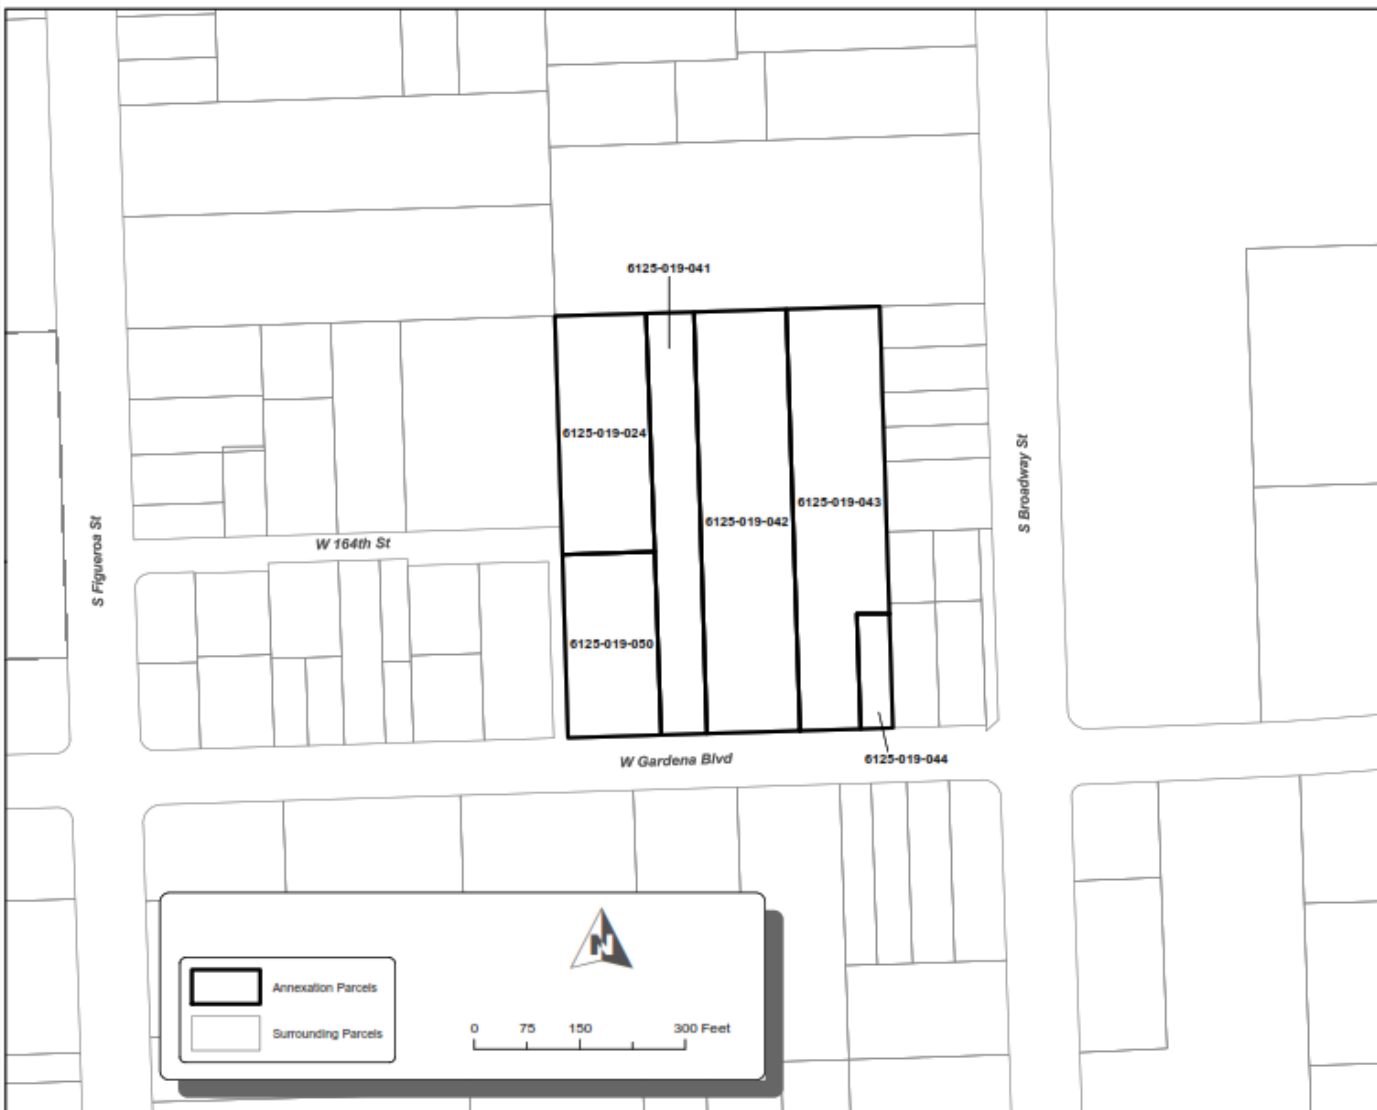 6125-019-041
6125-019-024
S Broadway St
6125-019-043
6125-019-042
W 164th St
S Figueroa St
6125-019-050
W Gardena Blvd
6125-019-044
N
Annexation Parcels
Surrounding Parcels
0 75 150 300 Feet